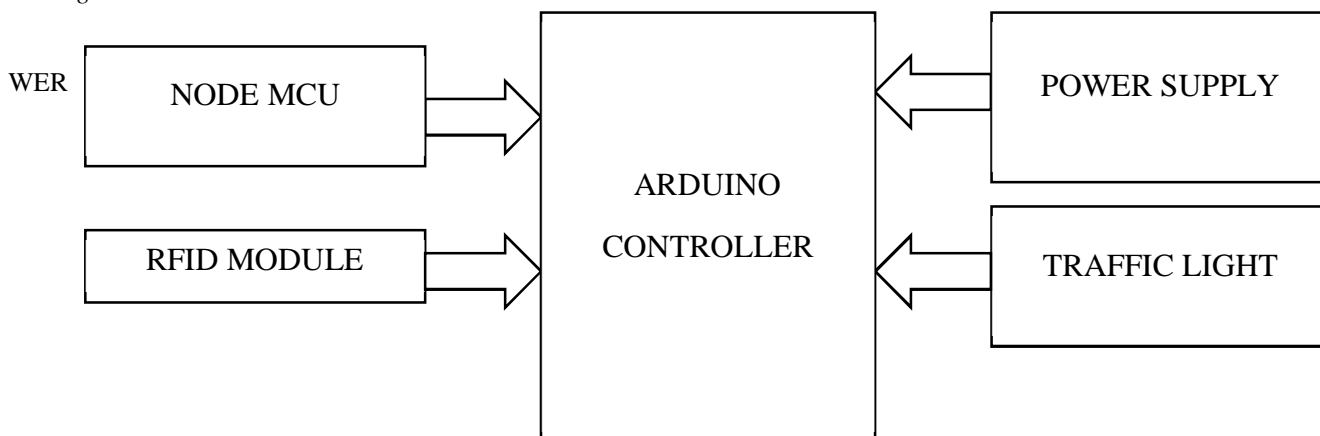 WER
NODE MCU
RFID MODULE
ARDUINO
CONTROLLER
POWER SUPPLY
TRAFFIC LIGHT